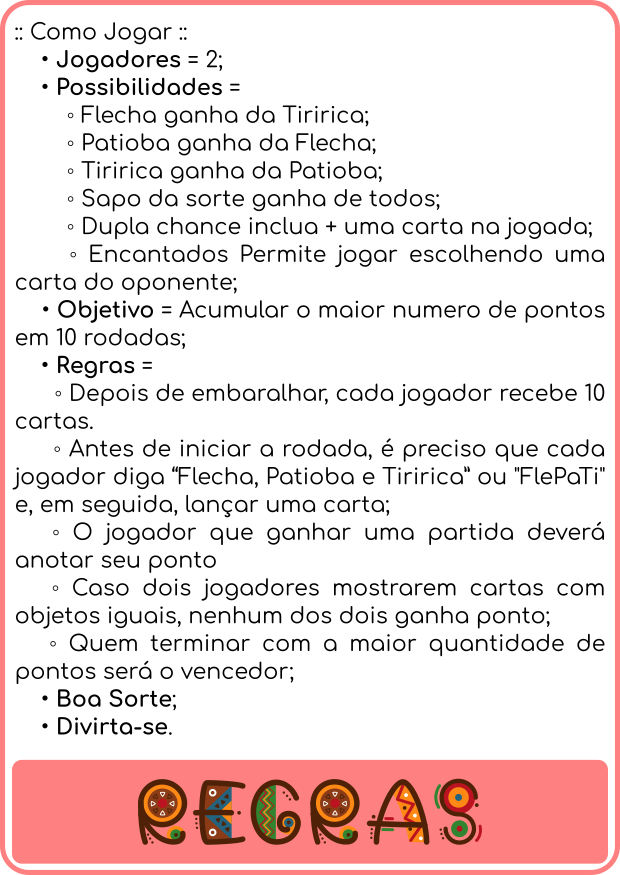 :: Como Jogar ::
• Jogadores = 2;
• Possibilidades =
◦ Flecha ganha da Tiririca;
◦ Patioba ganha da Flecha;
◦ Tiririca ganha da Patioba;
◦ Sapo da sorte ganha de todos;
◦ Dupla chance inclua + uma carta na jogada;
◦ Encantados Permite jogar escolhendo uma
carta do oponente;
• Objetivo = Acumular o maior numero de pontos
em 10 rodadas;
• Regras =
◦ Depois de embaralhar, cada jogador recebe 10
cartas.
◦ Antes de iniciar a rodada, é preciso que cada
jogador diga “Flecha, Patioba e Tiririca” ou "FlePaTi"
e, em seguida, lançar uma carta;
◦ O jogador que ganhar uma partida deverá
anotar seu ponto
◦ Caso dois jogadores mostrarem cartas com
objetos iguais, nenhum dos dois ganha ponto;
◦ Quem terminar com a maior quantidade de
pontos será o vencedor;
• Boa Sorte;
• Divirta-se.
REGRAS